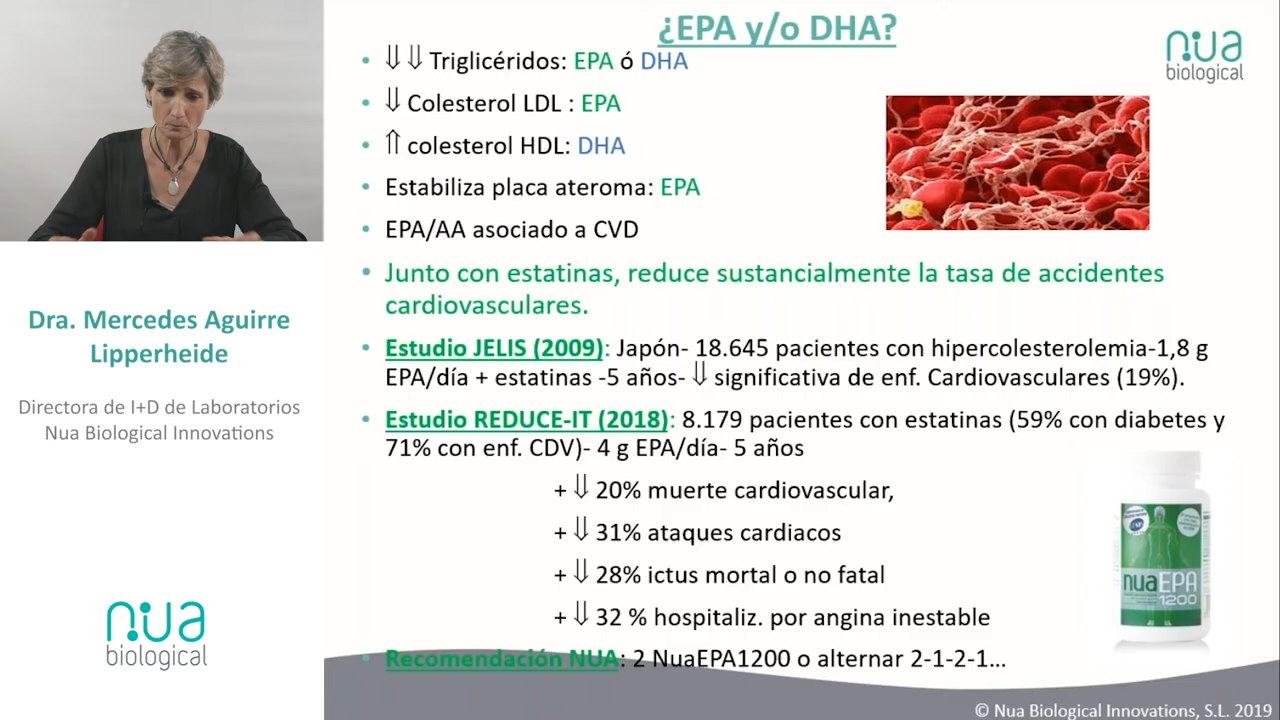 ¿EPA y/o DHA?
nua
biological
• ⇓⇓ Triglicéridos: EPA ó DHA
• ⇓ Colesterol LDL : EPA
• ⇑ colesterol HDL: DHA
• Estabiliza placa ateroma: EPA
• EPA/AA asociado a CVD
• Junto con estatinas, reduce sustancialmente la tasa de accidentes
cardiovasculares.
• Estudio JELIS (2009): Japón- 18.645 pacientes con hipercolesterolemia-1,8 g
EPA/día + estatinas -5 años- ⇓ significativa de enf. Cardiovasculares (19%).
• Estudio REDUCE-IT (2018): 8.179 pacientes con estatinas (59% con diabetes y
71% con enf. CDV)- 4 g EPA/día- 5 años
+ ⇓ 20% muerte cardiovascular,
+ ⇓ 31% ataques cardiacos
+ ⇓ 28% ictus mortal o no fatal
+ ⇓ 32 % hospitaliz. por angina inestable
• Recomendación NUA: 2 NuaEPA1200 o alternar 2-1-2-1...
nuaEPA
1200
Dra. Mercedes Aguirre
Lipperheide
Directora de I+D de Laboratorios
Nua Biological Innovations
nua
biological
© Nua Biological Innovations, S.L. 2019